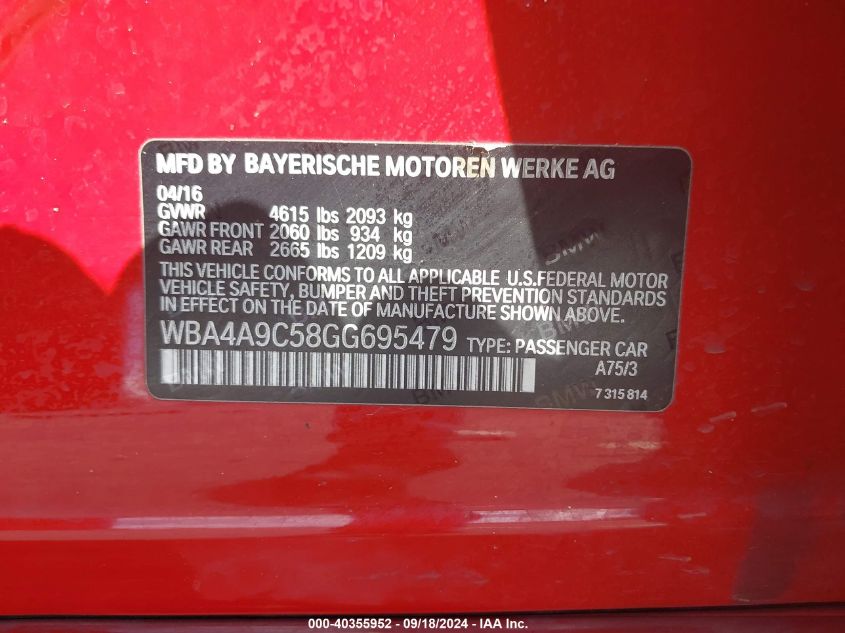 MFD BY BAYERISCHE MOTOREN WERKE AG
04/16
GVWR 4615 lbs 2093 kg
GAWR FRONT 2060 lbs 934 kg
GAWR REAR 2665 lbs 1209 kg
THIS VEHICLE CONFORMS TO ALL APPLICABLE U.S.FEDERAL MOTOR
VEHICLE SAFETY, BUMPER AND THEFT PREVENTION STANDARDS
IN EFFECT ON THE DATE OF MANUFACTURE SHOWN ABOVE.
WBA4A9C58GG695479 TYPE: PASSENGER CAR
A75/3
7 315 814
000-40355952 - 09/18/2024 - IAA Inc.